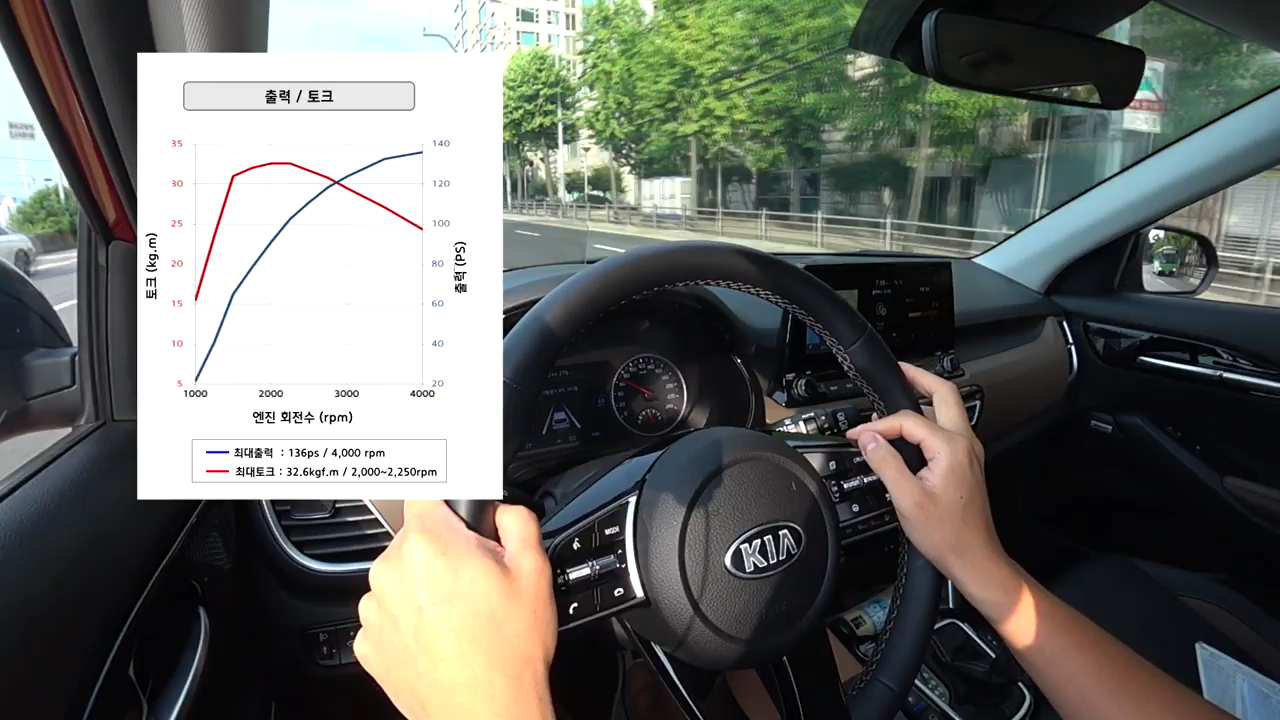 출력 / 토크
35
30
25
20
15
10
5
140
120
100
80
60
40
20
토크 (kg.m)
출력 (PS)
1000 2000 3000 4000
엔진 회전수 (rpm)
최대출력 : 136ps / 4,000 rpm
최대토크 : 32.6kgf.m / 2,000~2,250rpm
MODE
KIA